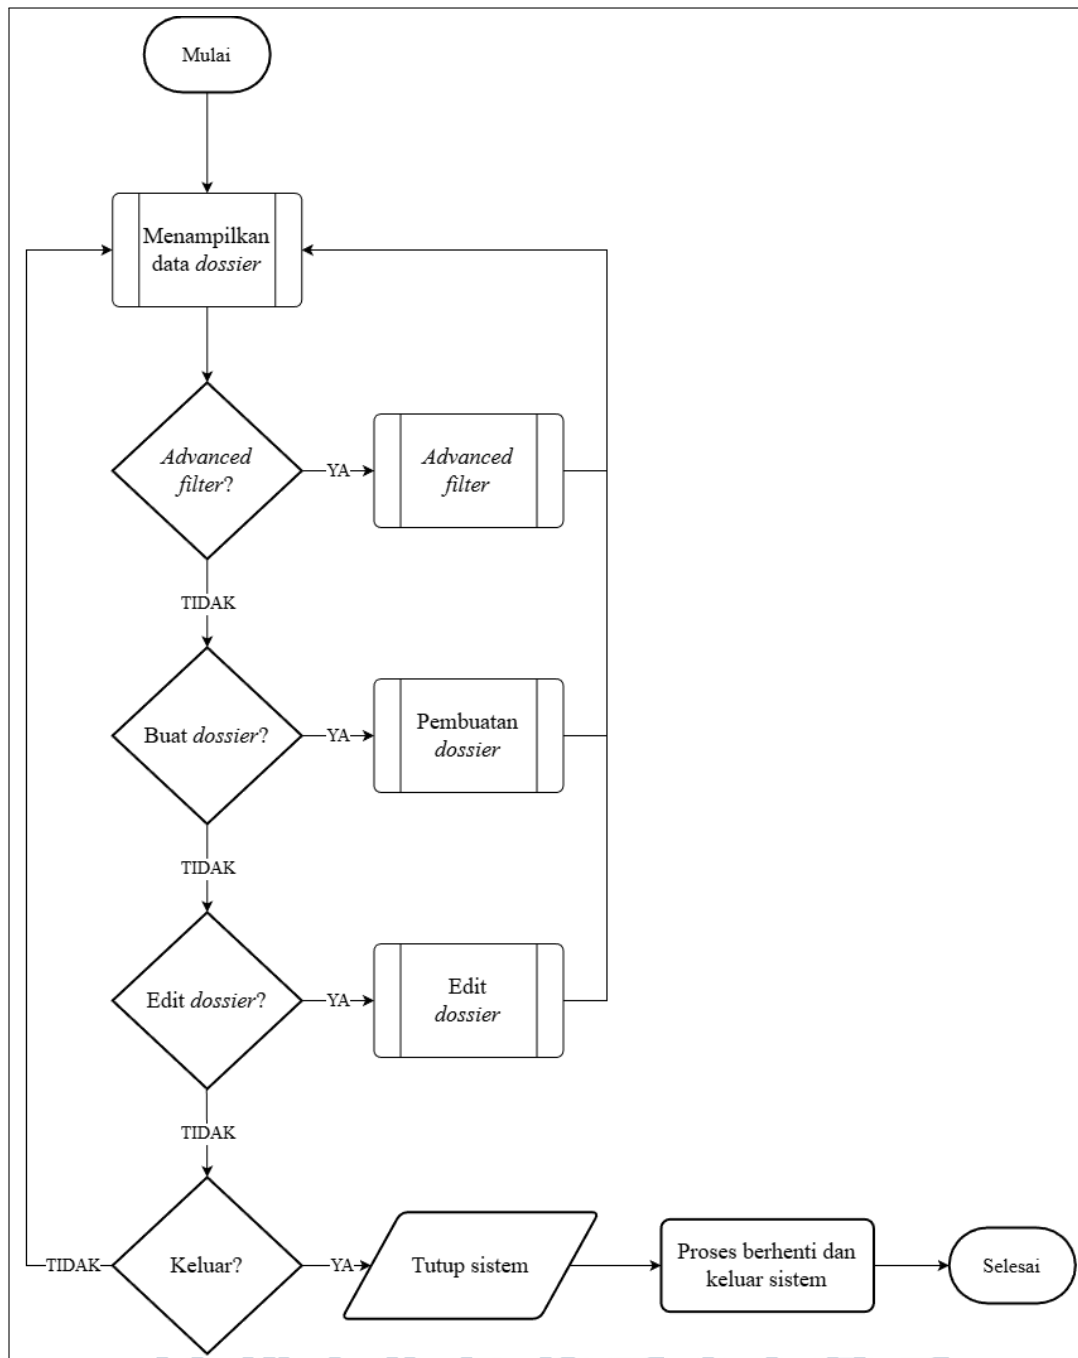 Mulai
Menampilkan
data dossier
Advanced
filter?
YA
Advanced
filter
TIDAK
Buat dossier?
YA
Pembuatan
dossier
TIDAK
Edit dossier?
YA
Edit
dossier
TIDAK
TIDAK
Keluar?
YA
Tutup sistem
Proses berhenti dan
keluar sistem
Selesai